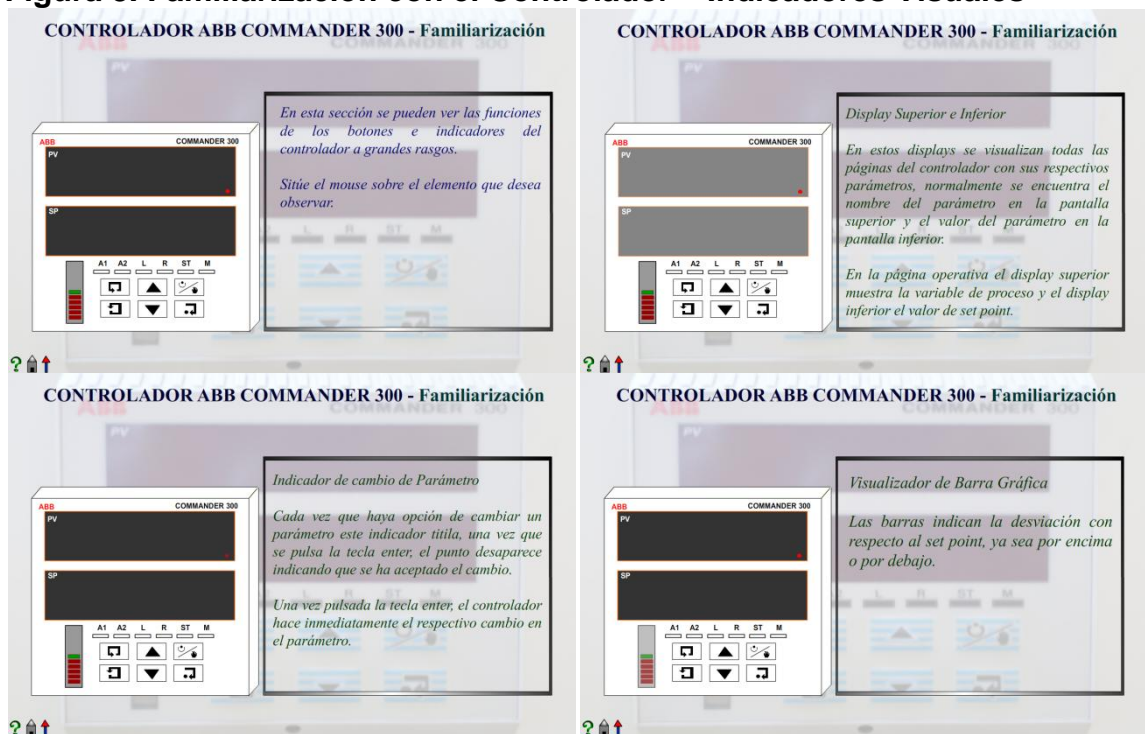 CONTROLADOR ABB COMMANDER 300 - Familiarización
En esta sección se pueden ver las funciones
de los botones e indicadores del
controlador a grandes rasgos.
Sitúe el mouse sobre el elemento que desea
observar.
ABB COMMANDER 300
PV
SP
A1 A2 L R ST M
?
CONTROLADOR ABB COMMANDER 300 - Familiarización
Display Superior e Inferior
En estos displays se visualizan todas las
páginas del controlador con sus respectivos
parámetros, normalmente se encuentra el
nombre del parámetro en la pantalla
superior y el valor del parámetro en la
pantalla inferior.
En la página operativa el display superior
muestra la variable de proceso y el display
inferior el valor de set point.
ABB COMMANDER 300
PV
SP
A1 A2 L R ST M
?
CONTROLADOR ABB COMMANDER 300 - Familiarización
Indicador de cambio de Parámetro
Cada vez que haya opción de cambiar un
parámetro este indicador titila, una vez que
se pulsa la tecla enter, el punto desaparece
indicando que se ha aceptado el cambio.
Una vez pulsada la tecla enter, el controlador
hace inmediatamente el respectivo cambio en
el parámetro.
ABB COMMANDER 300
PV
SP
A1 A2 L R ST M
?
CONTROLADOR ABB COMMANDER 300 - Familiarización
Visualizador de Barra Gráfica
Las barras indican la desviación con
respecto al set point, ya sea por encima
o por debajo.
ABB COMMANDER 300
PV
SP
A1 A2 L R ST M
?